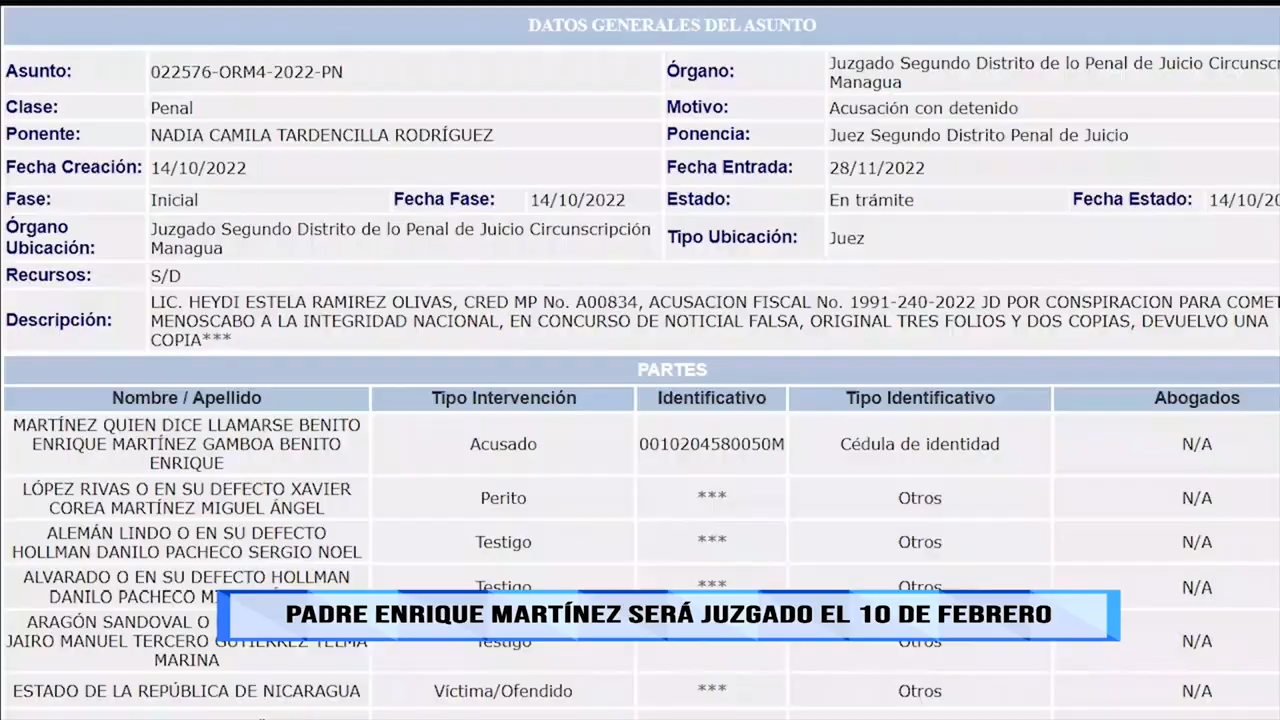 DATOS GENERALES DEL ASUNTO
Asunto: 022576-ORM4-2022-PN Órgano: Juzgado Segundo Distrito de lo Penal de Juicio
Managua
Clase: Penal Motivo: Acusación con detenido
Ponente: NADIA CAMILA TARDENCILLA RODRÍGUEZ Ponencia: Juez Segundo Distrito Penal de Juicio
Fecha Creación: 14/10/2022 Fecha Entrada: 28/11/2022
Fase: Inicial Fecha Fase: 14/10/2022 Estado: En trámite Fecha Estado: 14/10/20
Órgano Ubicación: Juzgado Segundo Distrito de lo Penal de Juicio Circunscripción
Managua Tipo Ubicación: Juez
Recursos: S/D
Descripción: LIC. HEYDI ESTELA RAMIREZ OLIVAS, CRED MP No. A00834, ACUSACION FISCAL No. 1991-240-2022 JD POR CONSPIRACION PARA COMET
MENOSCABO A LA INTEGRIDAD NACIONAL, EN CONCURSO DE NOTICIAL FALSA, ORIGINAL TRES FOLIOS Y DOS COPIAS, DEVUELVO UNA
COPIA***
PARTES
Nombre / Apellido Tipo Intervención Identificativo Tipo Identificativo Abogados
MARTÍNEZ QUIEN DICE LLAMARSE BENITO
ENRIQUE MARTÍNEZ GAMBOA BENITO
ENRIQUE Acusado 0010204580050M Cédula de identidad N/A
LÓPEZ RIVAS O EN SU DEFECTO XAVIER
COREA MARTÍNEZ MIGUEL ÁNGEL Perito *** Otros N/A
ALEMÁN LINDO O EN SU DEFECTO
HOLLMAN DANILO PACHECO SERGIO NOEL Testigo *** Otros N/A
ALVARADO O EN SU DEFECTO HOLLMAN
DANILO PACHECO Testigo *** Otros N/A
ARAGÓN SANDOVAL O
JAIRO MANUEL TERCERO GUTIÉRREZ TELMA
MARINA Testigo Otros N/A
ESTADO DE LA REPÚBLICA DE NICARAGUA Víctima/Ofendido *** Otros N/A
PADRE ENRIQUE MARTÍNEZ SERÁ JUZGADO EL 10 DE FEBRERO